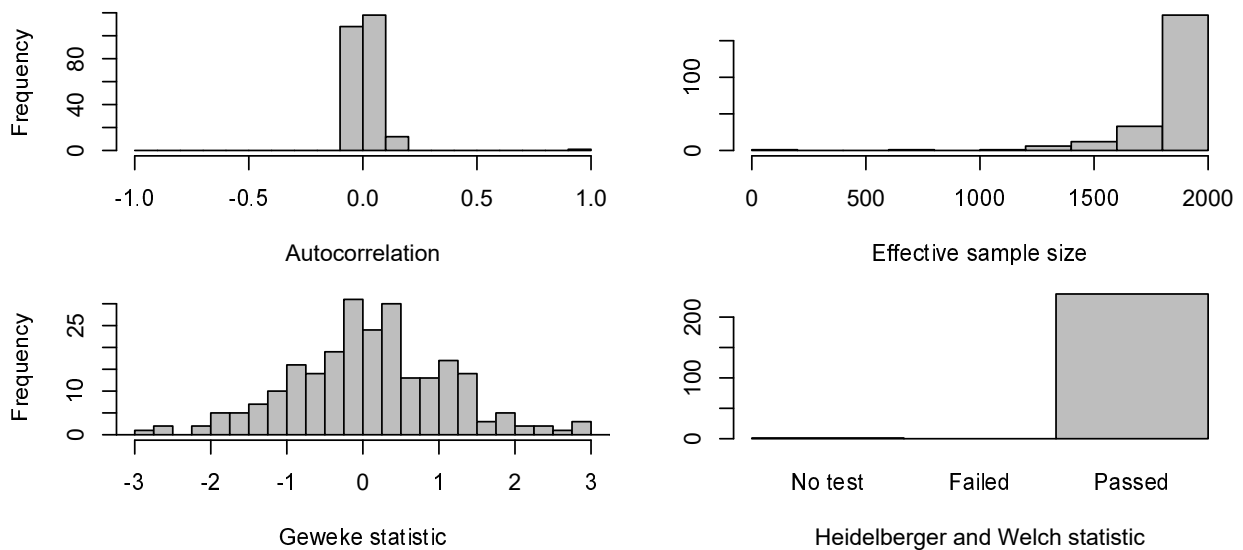 Frequency
80
40
0
-1.0 -0.5 0.0 0.5 1.0
Autocorrelation
100
0
0 500 1000 1500 2000
Effective sample size
Frequency
25
10
0
-3 -2 -1 0 1 2 3
Geweke statistic
200
100
0
No test Failed Passed
Heidelberger and Welch statistic